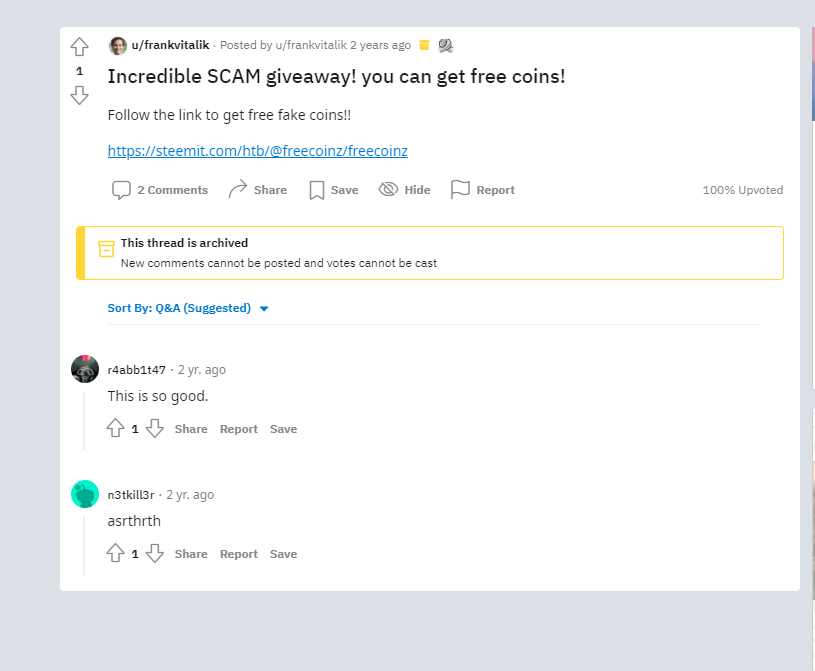 u/frankvitalik · Posted by u/frankvitalik 2 years ago
1
Incredible SCAM giveaway! you can get free coins!
Follow the link to get free fake coins!!
https://steemit.com/htb/@freecoinz/freecoinz
2 Comments Share Save Hide Report 100% Upvoted
This thread is archived
New comments cannot be posted and votes cannot be cast
Sort By: Q&A (Suggested)
r4abb1t47 · 2 yr. ago
This is so good.
1 Share Report Save
n3tkill3r · 2 yr. ago
asrthrth
1 Share Report Save